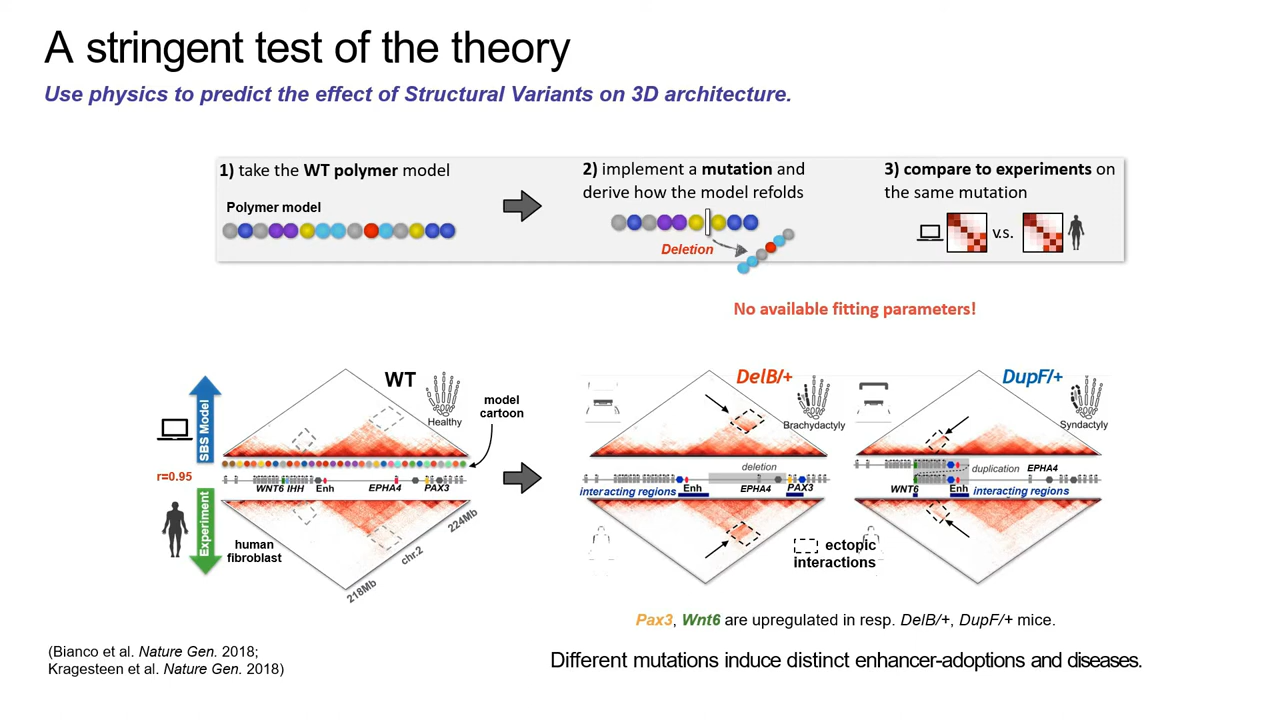 A stringent test of the theory
Use physics to predict the effect of Structural Variants on 3D architecture.
1) take the WT polymer model
Polymer model
2) implement a mutation and
derive how the model refolds
Deletion
3) compare to experiments on
the same mutation
v.s.
No available fitting parameters!
WT
Healthy
model
cartoon
SBS Model
r=0.95
Experiment
WNT6 IHH Enh EPHA4 PAX3
human
fibroblast
218Mb
chr.2
224Mb
DelB/+
Brachydactyly
deletion
interacting regions
Enh
EPHA4
PAX3
DupF/+
Syndactyly
duplication
EPHA4
WNT6
Enh
interacting regions
ectopic
interactions
Pax3, Wnt6 are upregulated in resp. DelB/+, DupF/+ mice.
(Bianco et al. Nature Gen. 2018;
Kragesteen et al. Nature Gen. 2018)
Different mutations induce distinct enhancer-adoptions and diseases.